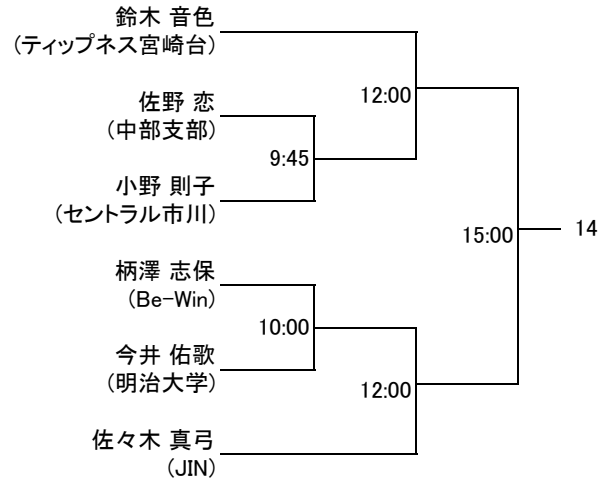 鈴木 音色
(ティップネス宮崎台)
12:00
佐野 恋
(中部支部)
9:45
小野 則子
(セントラル市川)
15:00
14
柄澤 志保
(Be-Win)
10:00
今井 佑歌
(明治大学)
12:00
佐々木 真弓
(JIN)